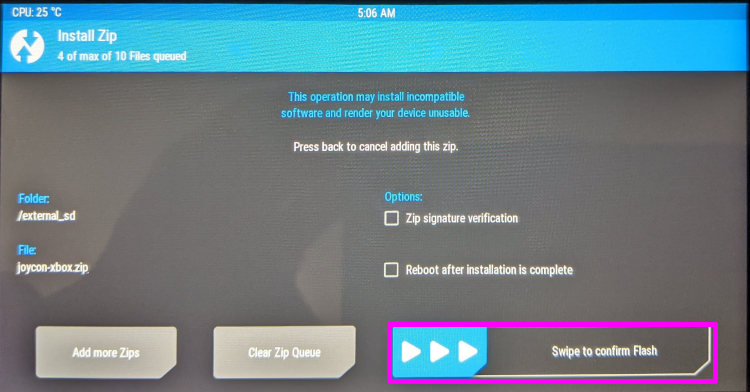 CPU: 25 °C
5:06 AM
Install Zip
4 of max of 10 Files queued
This operation may install incompatible
software and render your device unusable.
Press back to cancel adding this zip.
Folder:
/external_sd
File:
joycon-xbox.zip
Options:
Zip signature verification
Reboot after installation is complete
Add more Zips
Clear Zip Queue
Swipe to confirm Flash